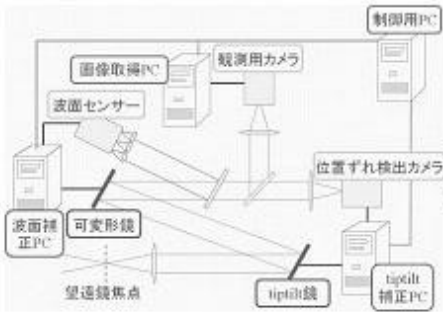 制御用PC
画像取得PC
観測用カメラ
波面センサー
位置ずれ検出カメラ
波面補
正PC
可変形鏡
望遠鏡焦点
tiptilt鏡
tiptilt
補正PC